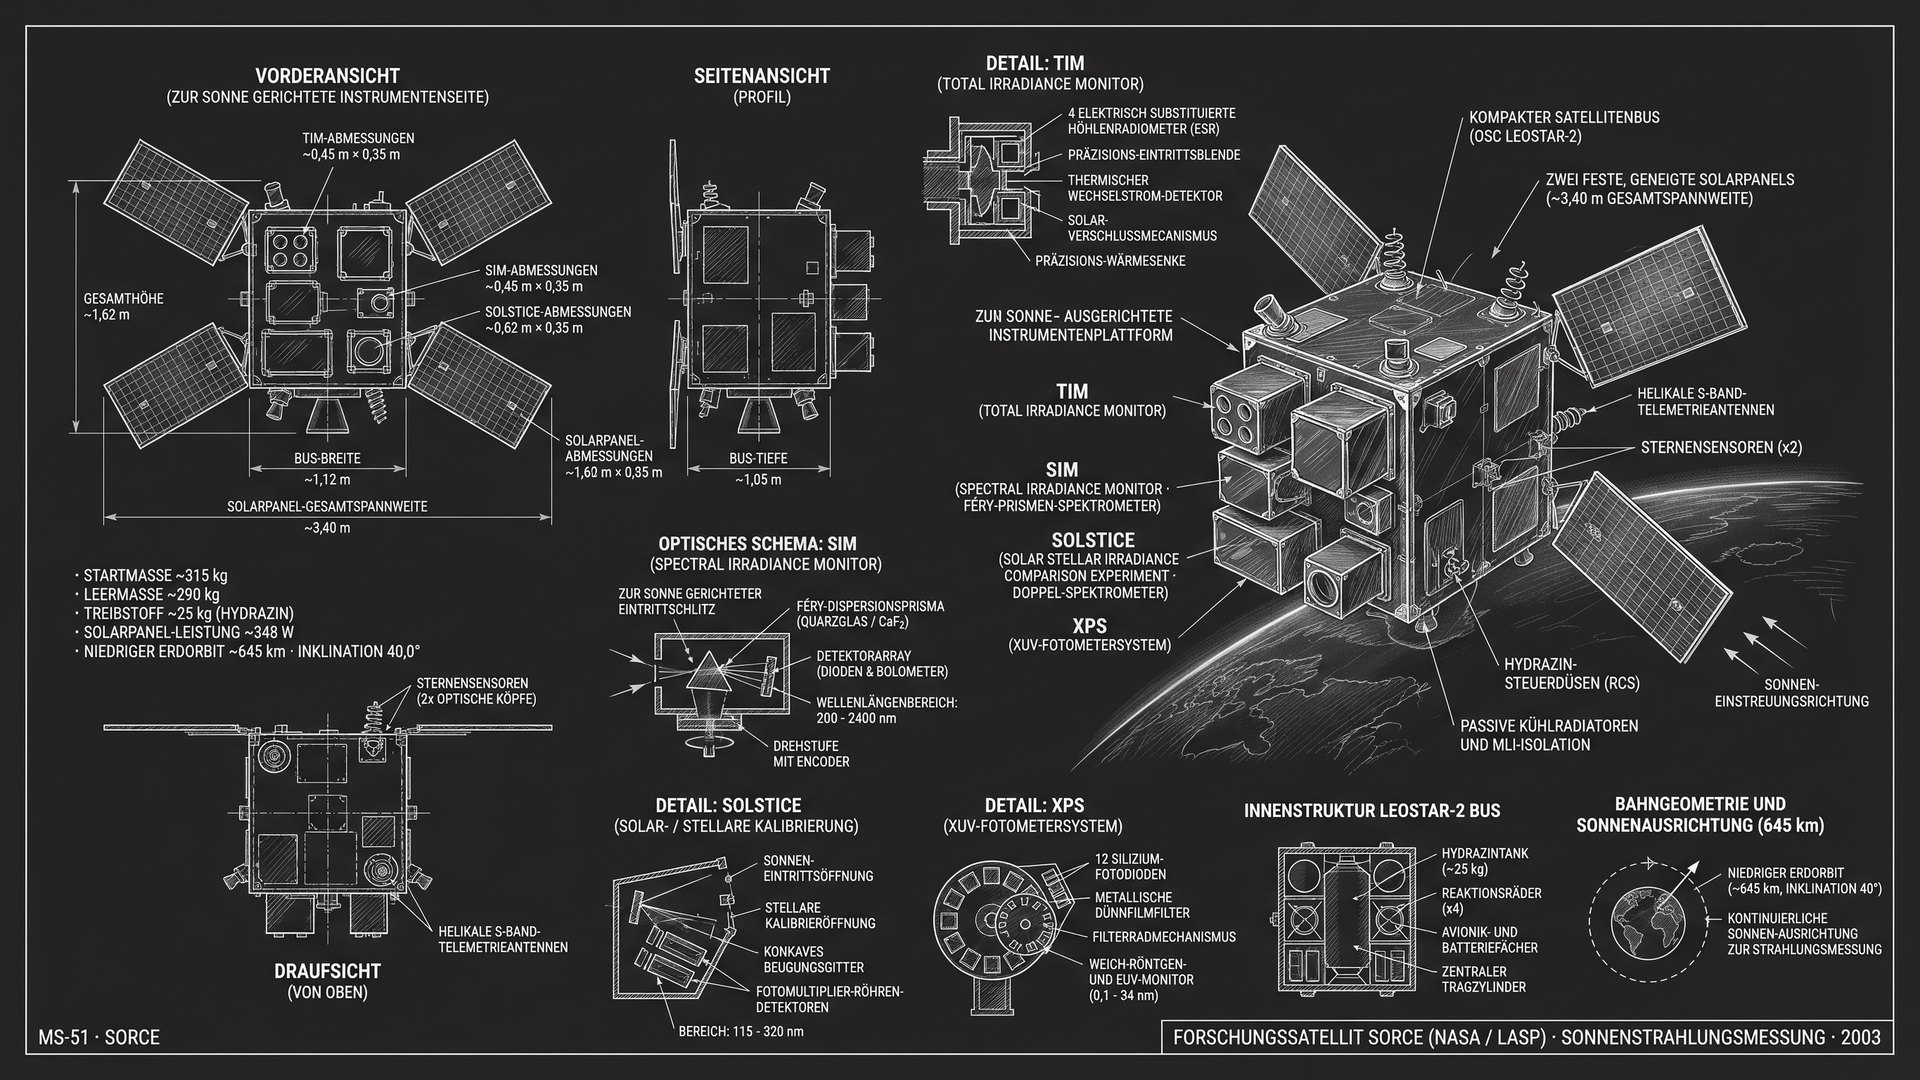 VORDERANSICHT
(ZUR SONNE GERICHTETE INSTRUMENTENSEITE)
TIM-ABMESSUNGEN
~0,45 m × 0,35 m
GESAMTHÖHE
~1,62 m
SIM-ABMESSUNGEN
~0,45 m × 0,35 m
SOLSTICE-ABMESSUNGEN
~0,62 m × 0,35 m
SOLARPANEL-
ABMESSUNGEN
~1,60 m × 0,85 m
BUS-BREITE
~1,12 m
SOLARPANEL-GESAMTSPANNWEITE
~3,40 m
SEITENANSICHT
(PROFIL)
BUS-TIEFE
~1,05 m
DETAIL: TIM
(TOTAL IRRADIANCE MONITOR)
4 ELEKTRISCH SUBSTITUIERTE
HÖHLENRADIOMETER (ESR)
PRÄZISIONS-EINTRITTSBLENDE
THERMISCHER
WECHSELSTROM-DETEKTOR
SOLAR-
VERSCHLUSSMECANISMUS
PRÄZISIONS-WÄRMESENKE
KOMPAKTER SATELLITENBUS
(OSC LEOSTAR-2)
ZWEI FESTE, GENEIGTE SOLARPANELS
(~3,40 m GESAMTSPANNWEITE)
ZUR SONNE- AUSGERICHTETE
INSTRUMENTENPLATTFORM
TIM
(TOTAL IRRADIANCE MONITOR)
SIM
(SPECTRAL IRRADIANCE MONITOR ·
FÉRY-PRISMEN-SPEKTROMETER)
SOLSTICE
(SOLAR STELLAR IRRADIANCE
COMPARISON EXPERIMENT ·
DOPPEL-SPEKTROMETER)
XPS
(XUV-FOTOMETERSYSTEM)
HELIKALE S-BAND-
TELEMETRIEANTENNEN
STERNENSENSOREN (x2)
HYDRAZIN-
STEUERDÜSEN (RCS)
SONNEN-
EINSTREUUNGSRICHTUNG
PASSIVE KÜHLRADIATOREN
UND MLI-ISOLATION
· STARTMASSE ~315 kg
· LEERMASSE ~290 kg
· TREIBSTOFF ~25 kg (HYDRAZIN)
· SOLARPANEL-LEISTUNG ~348 W
· NIEDRIGER ERDORBIT ~645 km · INKLINATION 40,0°
STERNENSENSOREN
(2x OPTISCHE KÖPFE)
HELIKALE S-BAND-
TELEMETRIEANTENNEN
DRAUFSICHT
(VON OBEN)
OPTISCHES SCHEMA: SIM
(SPECTRAL IRRADIANCE MONITOR)
ZUR SONNE GERICHTETER
EINTRITTSCHLITZ
FÉRY-DISPERSIONSPRISMA
(QUARZGLAS / CaF₂)
DETEKTORARRAY
(DIODEN & BOLOMETER)
WELLENLÄNGENBEREICH:
200 - 2400 nm
DREHSTUFE
MIT ENCODER
DETAIL: SOLSTICE
(SOLAR- / STELLARE KALIBRIERUNG)
SONNEN-
EINTRITTSÖFFNUNG
STELLARE
KALIBRIERÖFFNUNG
KONKAVES
BEUGUNGSGITTER
FOTOMULTIPLIER-RÖHREN-
DETEKTOREN
BEREICH: 115 - 320 nm
DETAIL: XPS
(XUV-FOTOMETERSYSTEM)
12 SILIZIUM-
FOTODIODEN
METALLISCHE
DÜNNFILMFILTER
FILTERRADMECHANISMUS
WEICH-RÖNTGEN-
UND EUV-MONITOR
(0,1 - 34 nm)
INNENSTRUKTUR LEOSTAR-2 BUS
HYDRAZINTANK
(~25 kg)
REAKTIONSRÄDER
(x4)
AVIONIK- UND
BATTERIEFÄCHER
ZENTRALER
TRAGZYLINDER
BAHNGEOMETRIE UND
SONNENAUSRICHTUNG (645 km)
NIEDRIGER ERDORBIT
(~645 km, INKLINATION 40°)
KONTINUIERLICHE
SONNEN-AUSRICHTUNG
ZUR STRAHLUNGSMESSUNG
MS-51 · SORCE
FORSCHUNGSSATELLIT SORCE (NASA / LASP) · SONNENSTRAHLUNGSMESSUNG · 2003